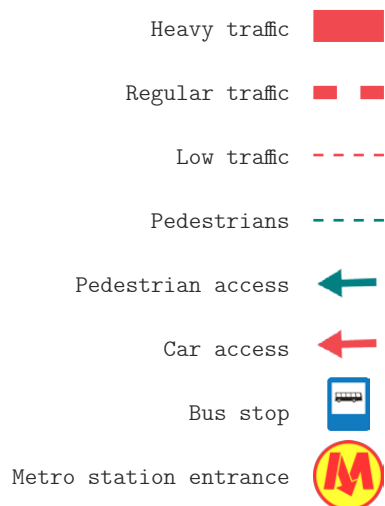 Heavy traffic
Regular traffic
Low traffic
Pedestrians
Pedestrian access
Car access
Bus stop
Metro station entrance M